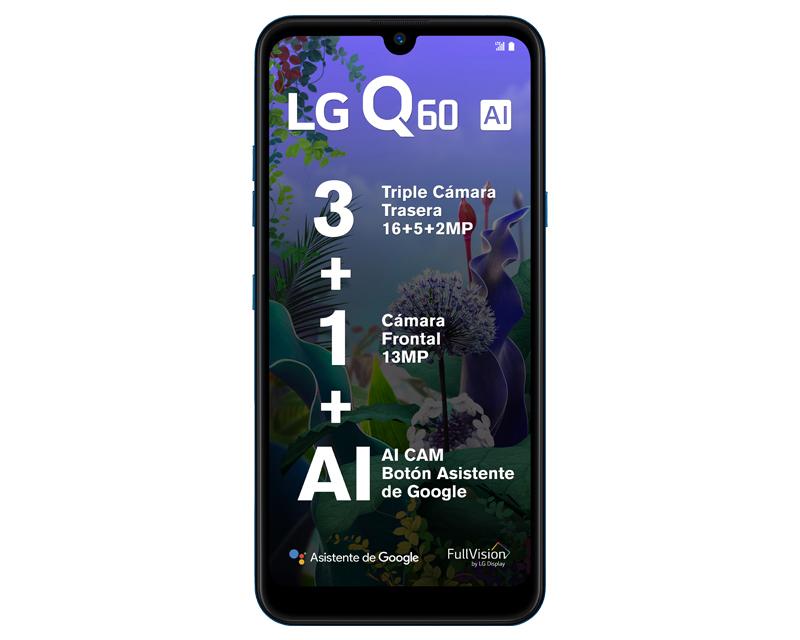 LTE
LG Q60 AI
3
Triple Cámara
Trasera
16+5+2MP
+
1
Cámara
Frontal
13MP
+
AI
AI CAM
Botón Asistente
de Google
Asistente de Google
FullVision
by LG Display